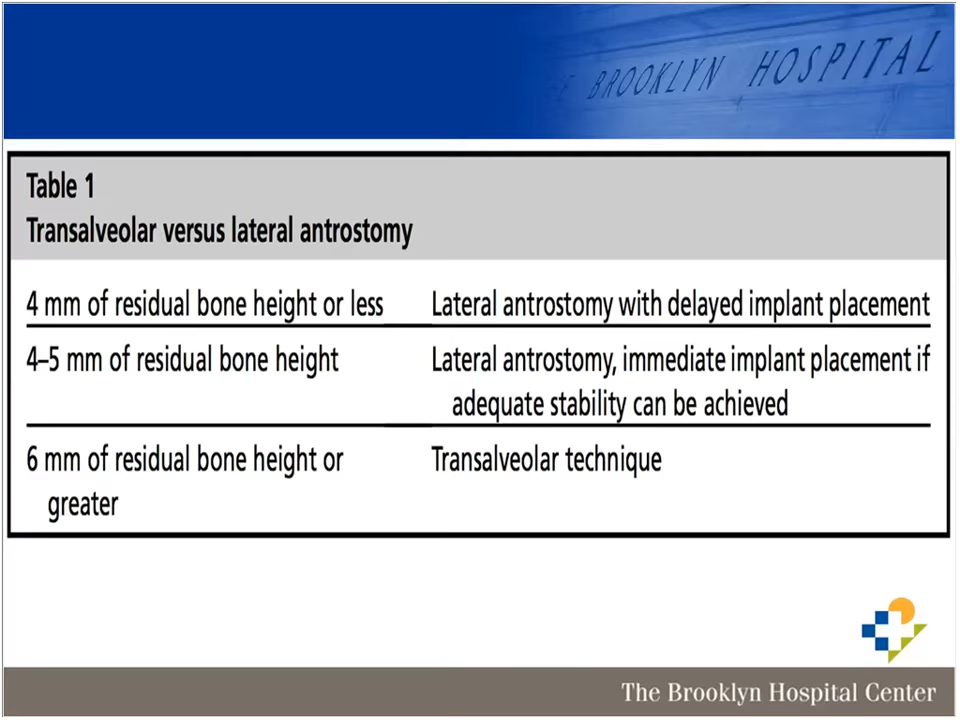 BROOKLYN HOSPITAL
Table 1
Transalveolar versus lateral antrostomy
4 mm of residual bone height or less Lateral antrostomy with delayed implant placement
4–5 mm of residual bone height Lateral antrostomy, immediate implant placement if
adequate stability can be achieved
6 mm of residual bone height or Transalveolar technique
greater
The Brooklyn Hospital Center